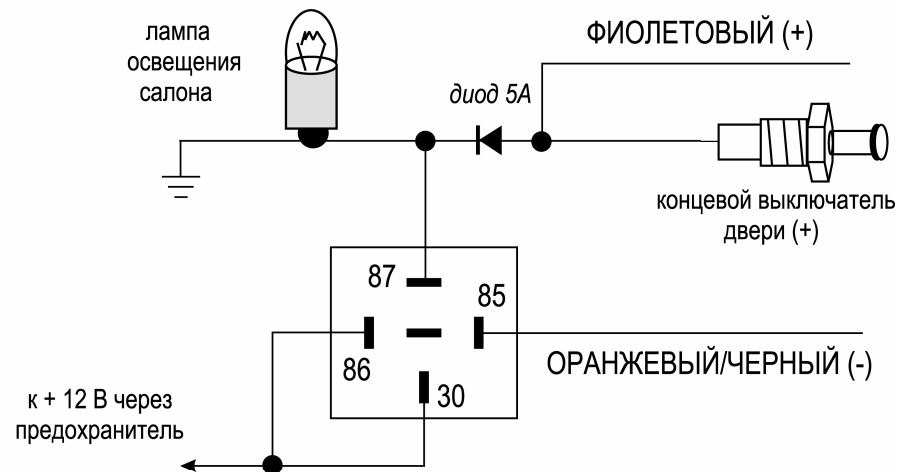 лампа
освещения
салона
ФИОЛЕТОВЫЙ (+)
диод 5А
концевой выключатель
двери (+)
87
85
86
30
ОРАНЖЕВЫЙ/ЧЕРНЫЙ (-)
к + 12 В через
предохранитель